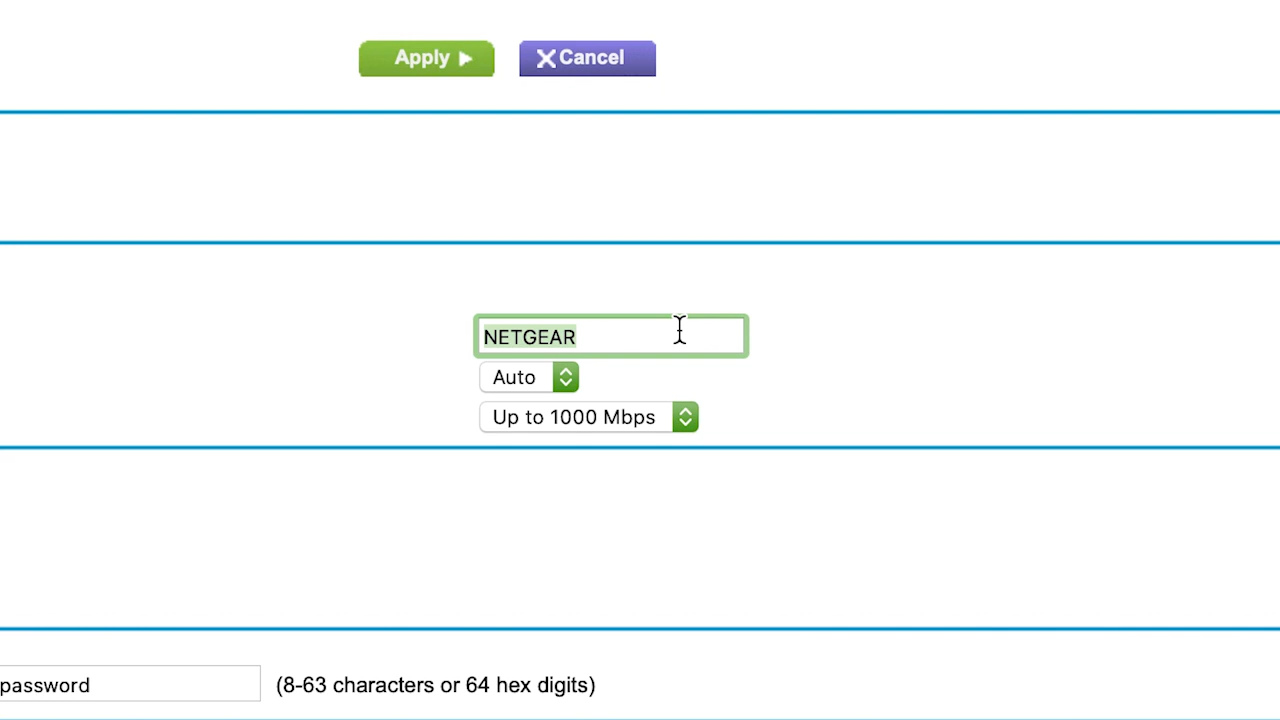 Apply
Cancel
NETGEAR
Auto
Up to 1000 Mbps
password (8-63 characters or 64 hex digits)